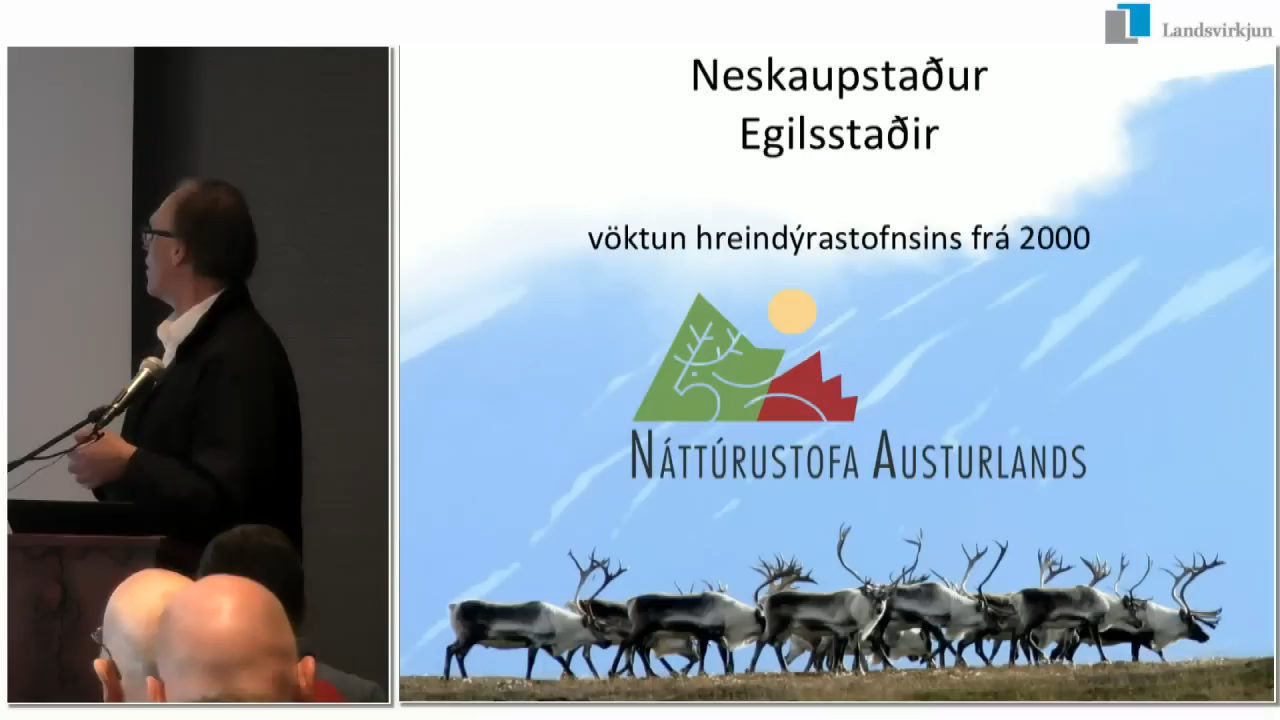 Landsvirkjun
Neskaupstaður
Egilsstaðir
vöktun hreindýrastofnsins frá 2000
NÁTTÚRUSTOFA AUSTURLANDS